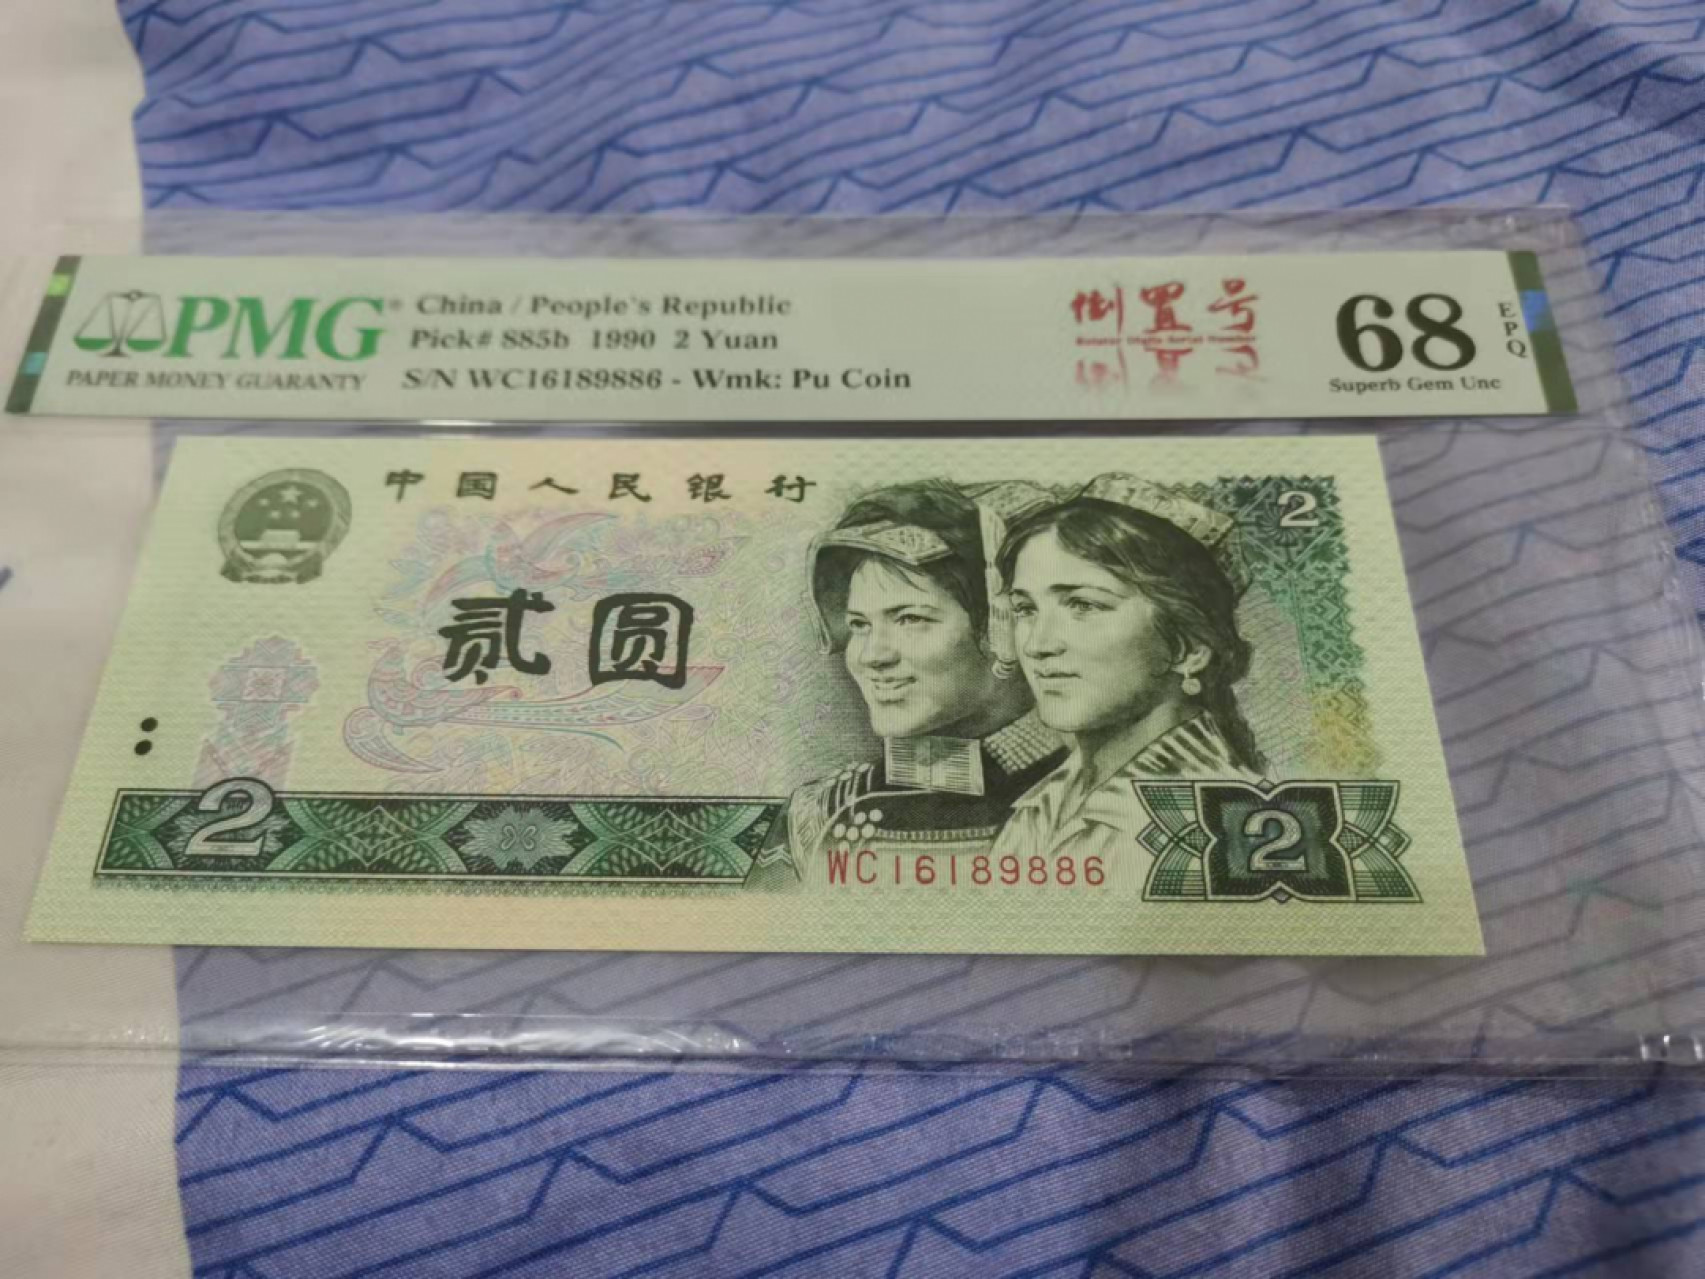 PMG
PAPER MONEY GUARANTY
China / People's Republic
Pick# 885b 1990 2 Yuan
S/N WC16189886 - Wmk: Pu Coin
倒置号
68
EPQ
Superb Gem Unc
中国人民银行
2
贰圆
2
WC16189886
2